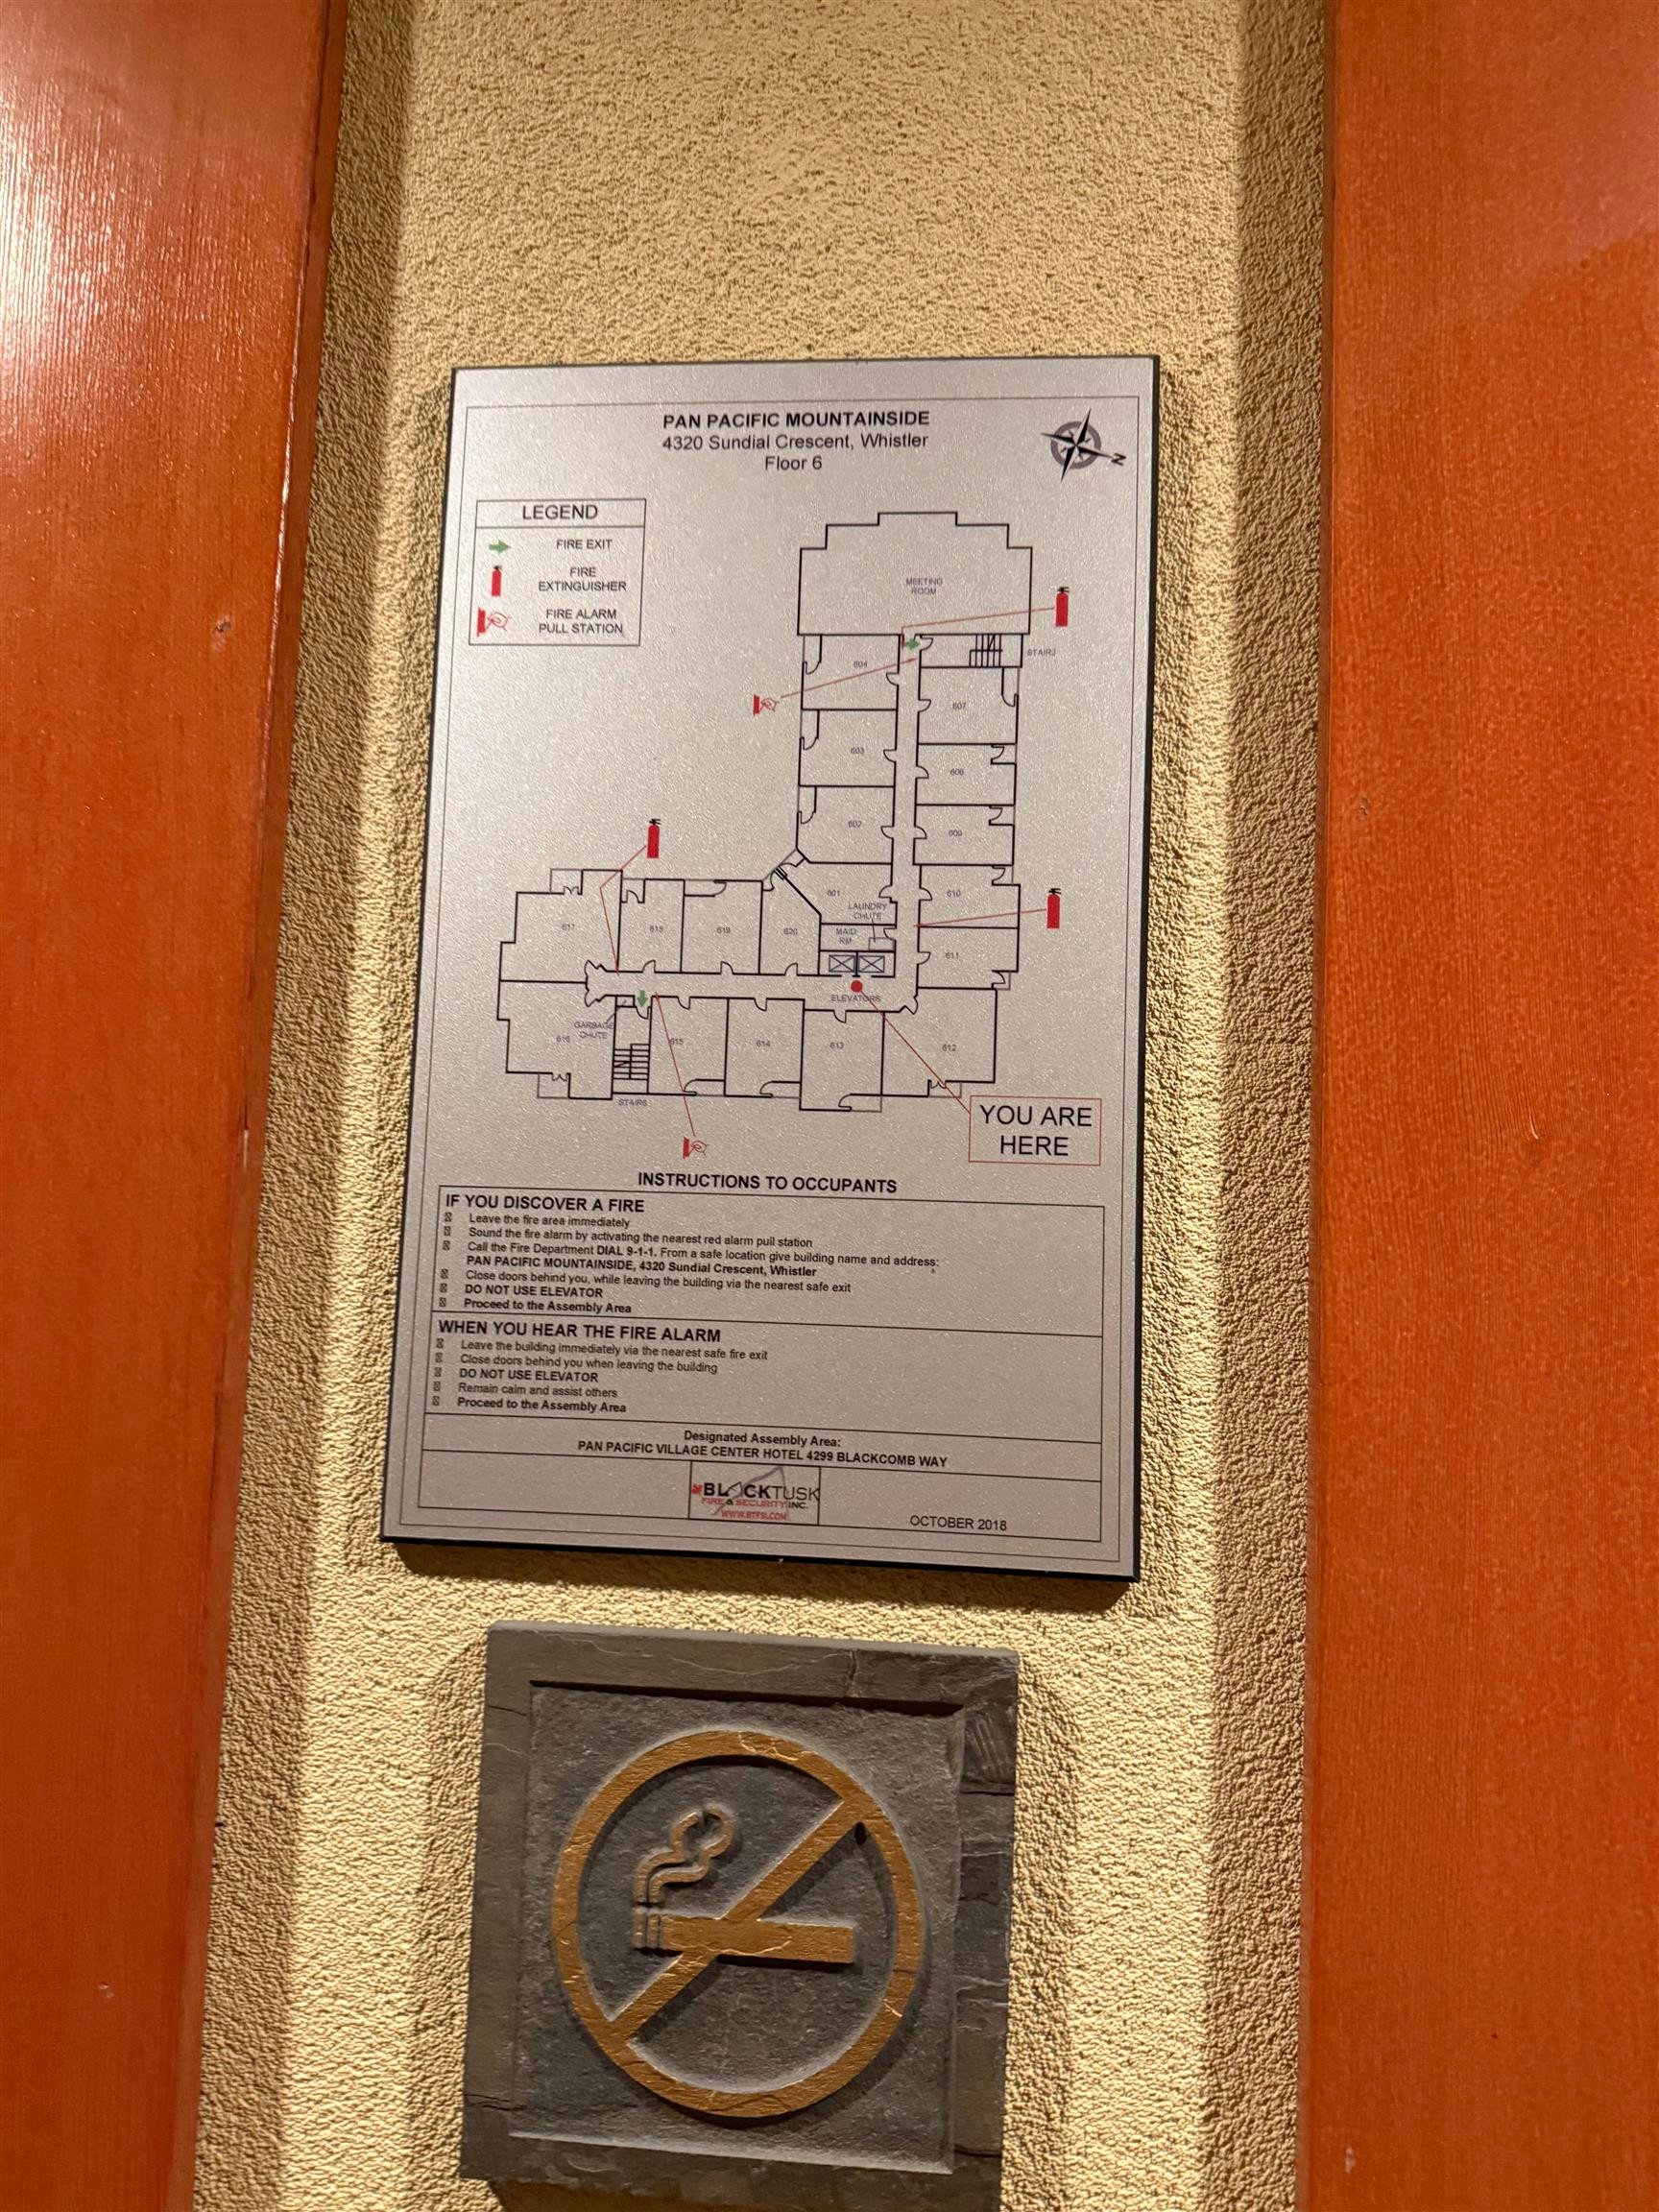 PAN PACIFIC MOUNTAINSIDE
4320 Sundial Crescent, Whistler
Floor 6
N
LEGEND
FIRE EXIT
FIRE
EXTINGUISHER
FIRE ALARM
PULL STATION
MEETING
ROOM
STAIRS
604
607
603
608
602
609
601
610
LAUNDRY
CHUTE
617
618
619
620
MAID
RM
611
ELEVATORS
GARBAGE
CHUTE
616
615
614
613
612
STAIRS
YOU ARE
HERE
INSTRUCTIONS TO OCCUPANTS
IF YOU DISCOVER A FIRE
Leave the fire area immediately
Sound the fire alarm by activating the nearest red alarm pull station
Call the Fire Department DIAL 9-1-1. From a safe location give building name and address:
PAN PACIFIC MOUNTAINSIDE, 4320 Sundial Crescent, Whistler
Close doors behind you, while leaving the building via the nearest safe exit
DO NOT USE ELEVATOR
Proceed to the Assembly Area
WHEN YOU HEAR THE FIRE ALARM
Leave the building immediately via the nearest safe fire exit
Close doors behind you when leaving the building
DO NOT USE ELEVATOR
Remain calm and assist others
Proceed to the Assembly Area
Designated Assembly Area:
PAN PACIFIC VILLAGE CENTER HOTEL 4299 BLACKCOMB WAY
BLACKTUSK
FIRE & SECURITY INC.
WWW.BTFSI.COM
OCTOBER 2018